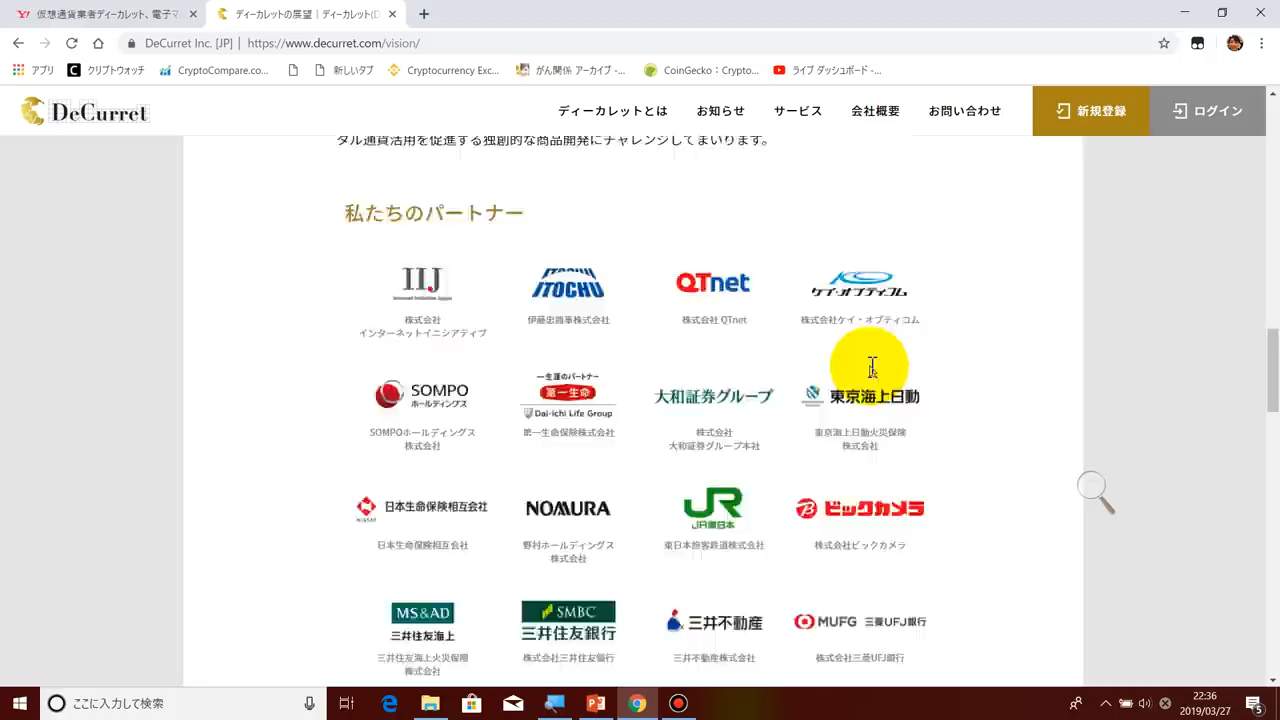 仮想通貨業者ディーカレット、電子マ
ディーカレットの展望｜ディーカレット(D
DeCurret Inc. [JP] | https://www.decurret.com/vision/
アプリ
クリプトウォッチ
CryptoCompare.co...
新しいタブ
Cryptocurrency Exc...
がん関係 アーカイブ -...
CoinGecko：Crypto...
ライブ ダッシュボード -...
DeCurret
ディーカレットとは
お知らせ
サービス
会社概要
お問い合わせ
新規登録
ログイン
タル通貨活用を促進する独創的な商品開発にチャレンジしてまいります。
私たちのパートナー
IIJ
Internet Initiative Japan
株式会社
インターネットイニシアティブ
ITOCHU
ITOCHU
伊藤忠商事株式会社
QTnet
株式会社 QTnet
ケイ・オプティコム
株式会社ケイ・オプティコム
SOMPO
ホールディングス
SOMPOホールディングス
株式会社
一生涯のパートナー
第一生命
Dai-ichi Life Group
第一生命保険株式会社
大和証券グループ
株式会社
大和証券グループ本社
東京海上日動
東京海上日動火災保険
株式会社
NISSAY
日本生命保険相互会社
日本生命保険相互会社
NOMURA
野村ホールディングス
株式会社
JR
JR東日本
東日本旅客鉄道株式会社
ビックカメラ
株式会社ビックカメラ
MS&AD
三井住友海上
三井住友海上火災保険
株式会社
SMBC
三井住友銀行
株式会社三井住友銀行
三井不動産
三井不動産株式会社
MUFG 三菱UFJ銀行
株式会社三菱UFJ銀行
ここに入力して検索
22:36
2019/03/27
5